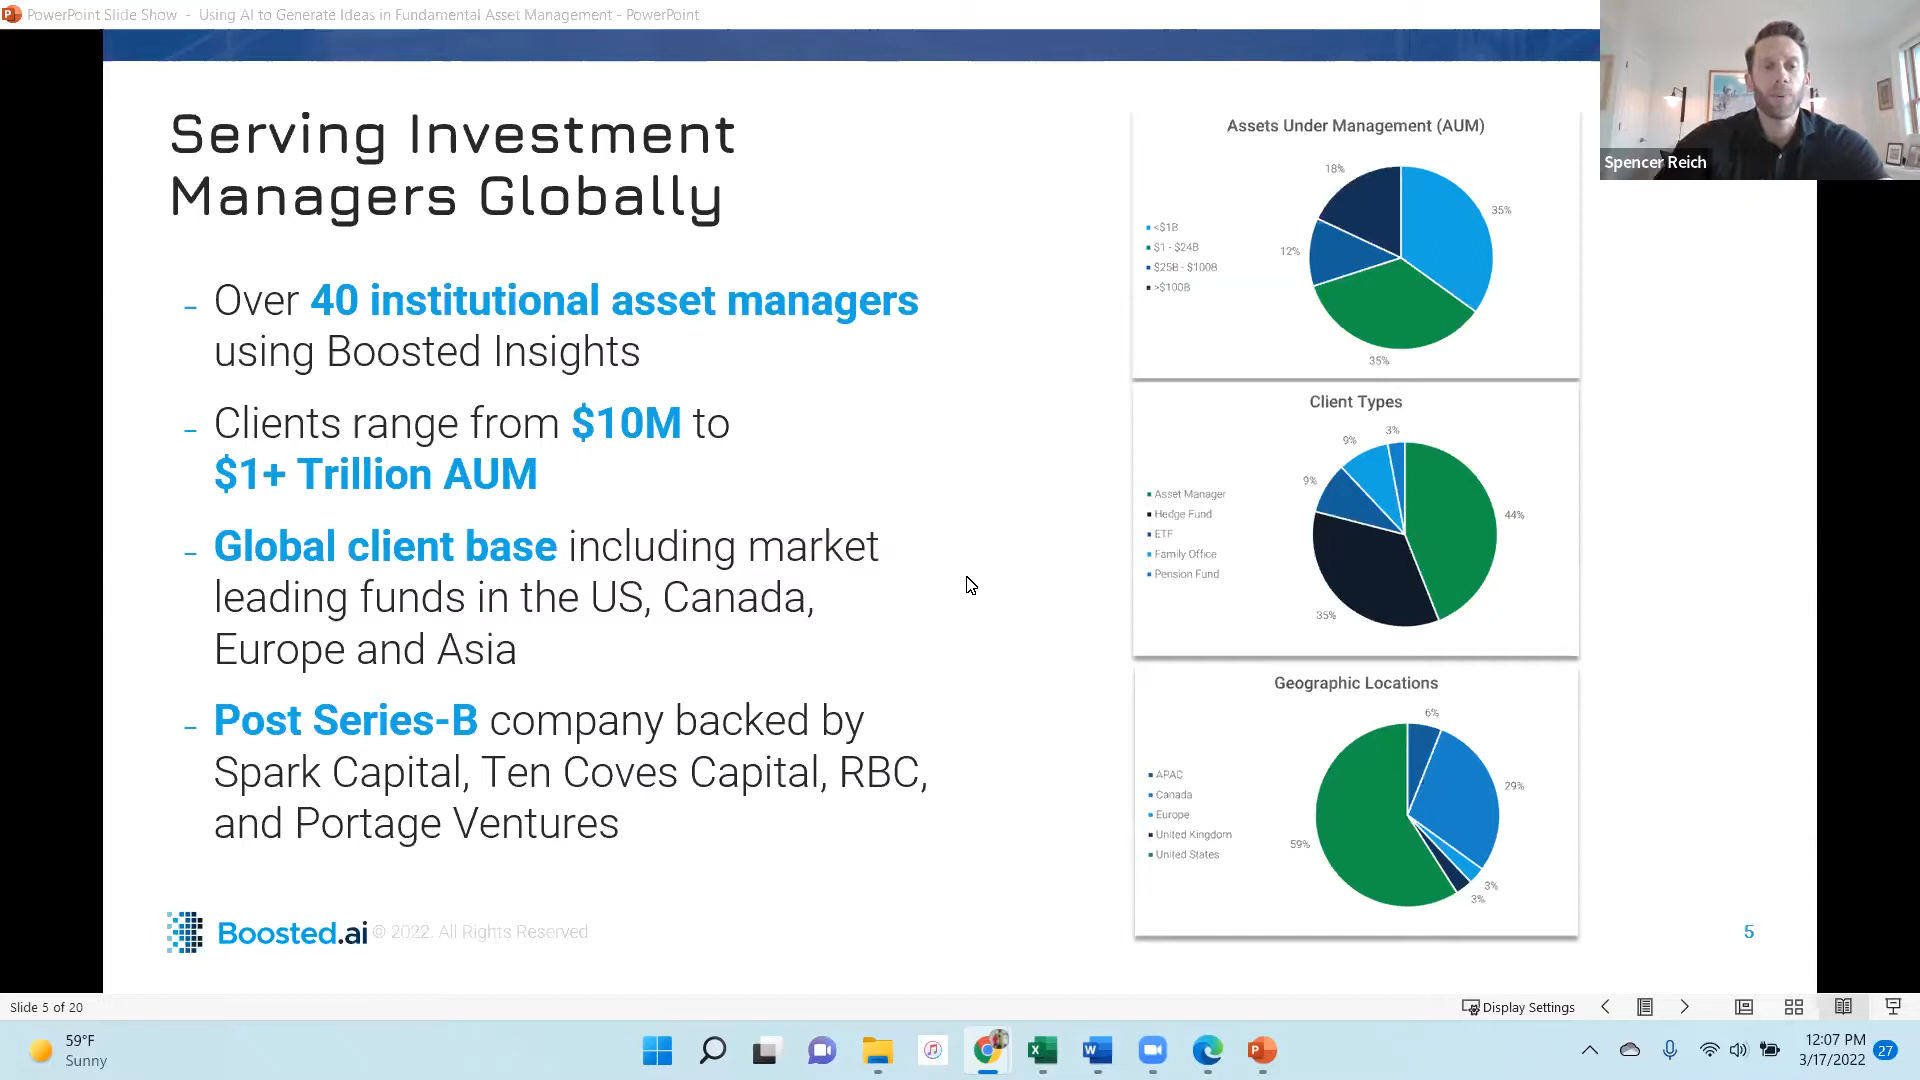 PowerPoint Slide Show - Using AI to Generate Ideas in Fundamental Asset Management - PowerPoint
Spencer Reich
Serving Investment
Managers Globally
- Over 40 institutional asset managers
using Boosted Insights
- Clients range from $10M to
$1+ Trillion AUM
- Global client base including market
leading funds in the US, Canada,
Europe and Asia
- Post Series-B company backed by
Spark Capital, Ten Coves Capital, RBC,
and Portage Ventures
Assets Under Management (AUM)
<$1B
$1 - $24B
$25B - $100B
>$100B
18%
35%
12%
35%
Client Types
Asset Manager
Hedge Fund
ETF
Family Office
Pension Fund
3%
9%
9%
44%
35%
Geographic Locations
APAC
Canada
Europe
United Kingdom
United States
6%
29%
59%
3%
3%
Boosted.ai © 2022. All Rights Reserved
5
Slide 5 of 20
Display Settings
59°F
Sunny
12:07 PM
3/17/2022
27